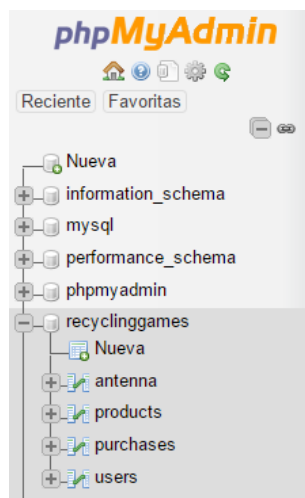 phpMyAdmin
Reciente Favoritas
Nueva
information_schema
mysql
performance_schema
phpmyadmin
recyclinggames
Nueva
antenna
products
purchases
users